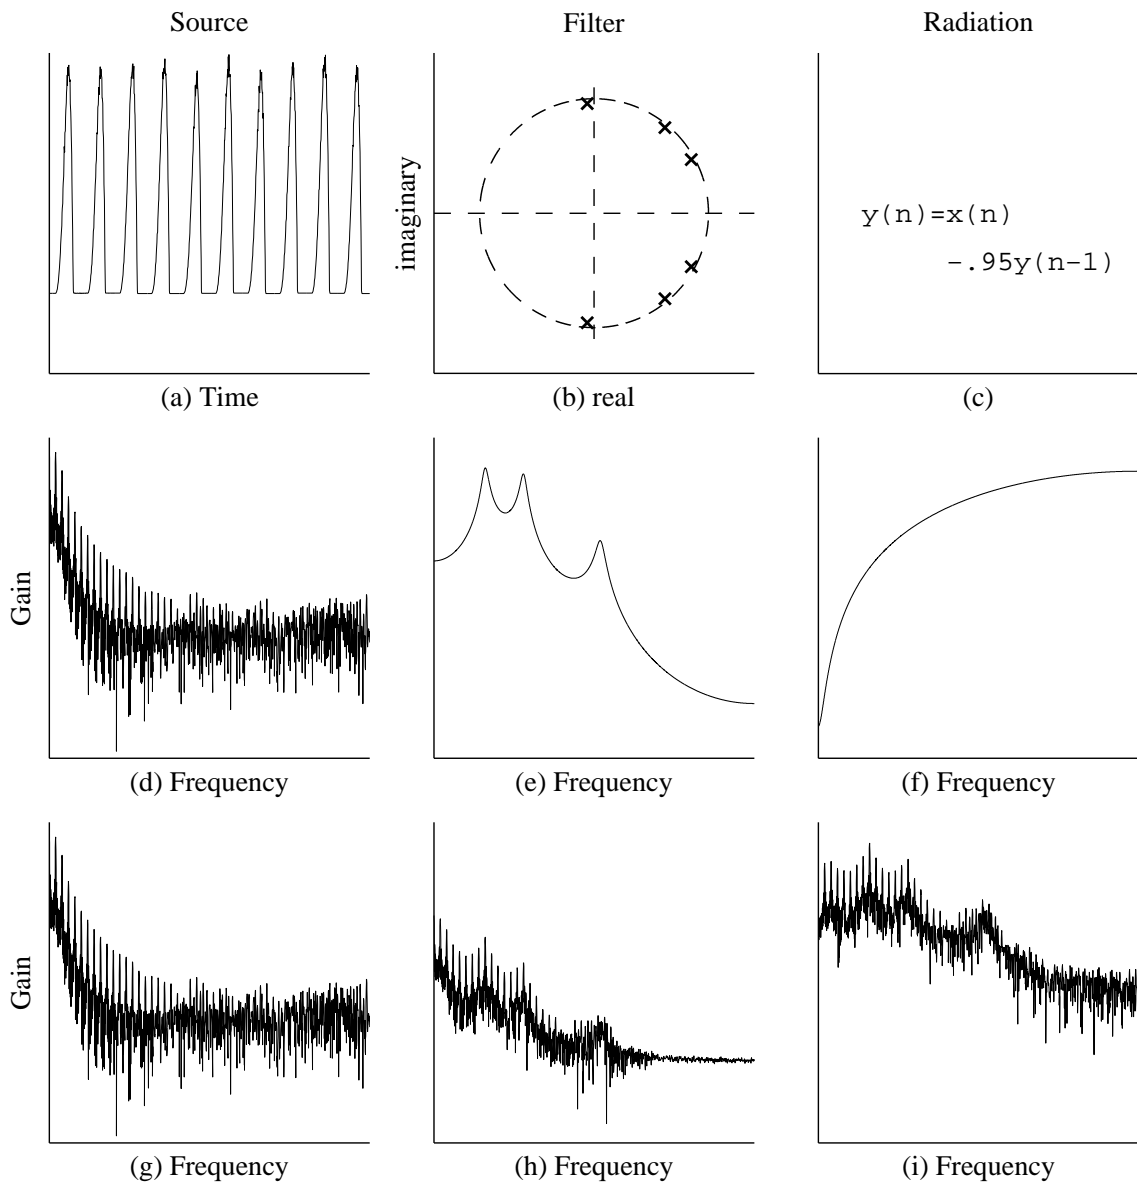 Source
Filter
Radiation
imaginary
y(n)=x(n)
-.95y(n-1)
(a) Time
(b) real
(c)
Gain
(d) Frequency
(e) Frequency
(f) Frequency
Gain
(g) Frequency
(h) Frequency
(i) Frequency